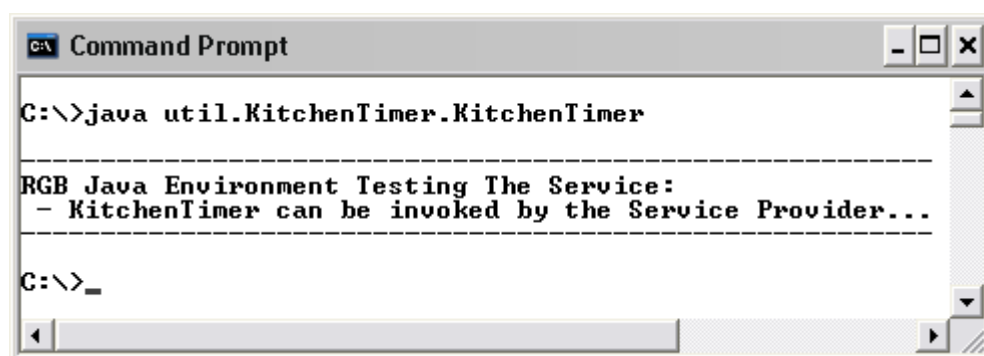 Command Prompt
C:\>java util.KitchenTimer.KitchenTimer
----------------------------------------------------------
RGB Java Environment Testing The Service:
 - KitchenTimer can be invoked by the Service Provider...
----------------------------------------------------------
C:\>_